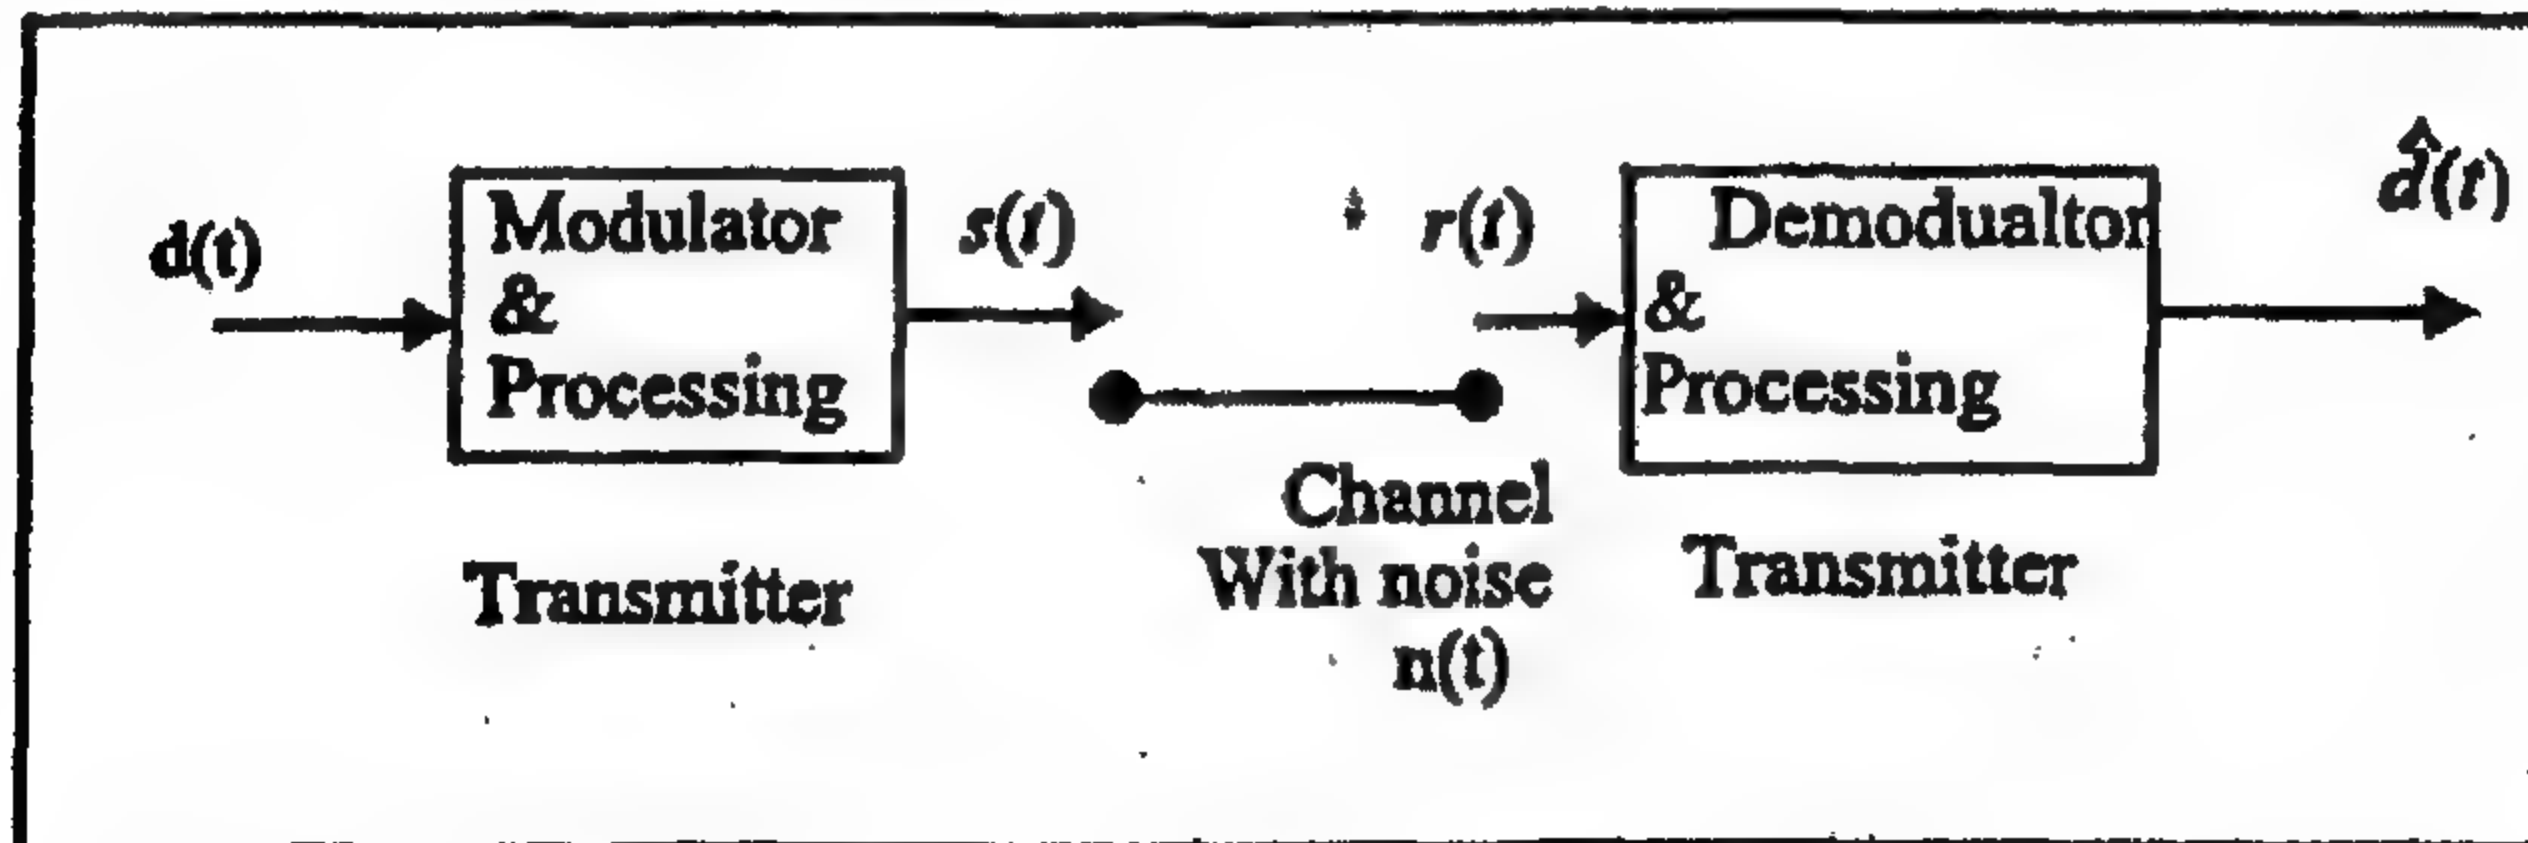 d(t)
Modulator
&
Processing
s(t)
r(t)
Demodualtor
&
Processing
d̂(t)
Channel
With noise
n(t)
Transmitter
Transmitter